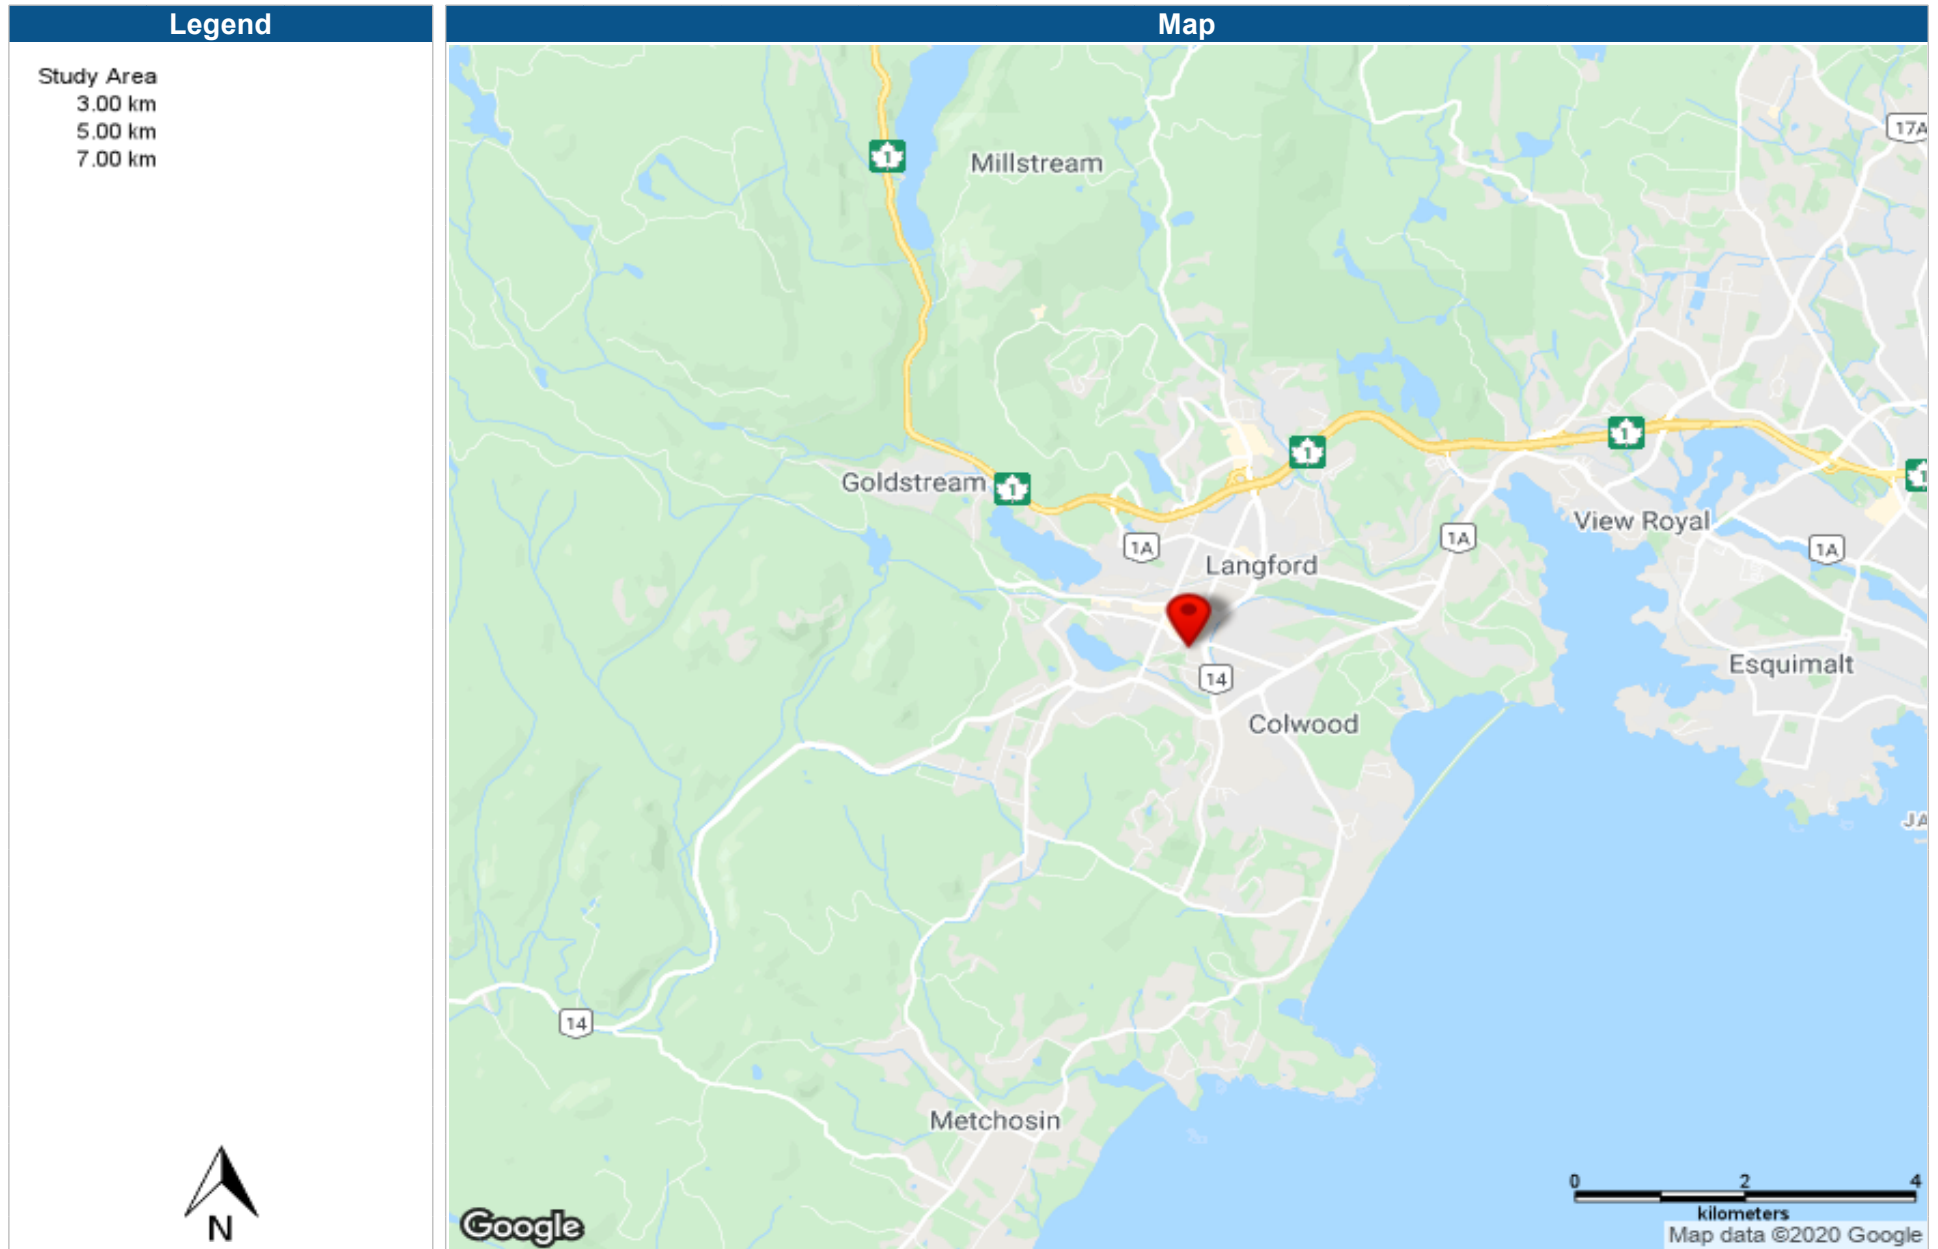 Legend
Study Area
3.00 km
5.00 km
7.00 km
N
Map
17A
1
Millstream
1
1
1
Goldstream
1
View Royal
1A
1A
1A
Langford
Esquimalt
14
Colwood
JA
14
Metchosin
0 2 4
kilometers
Google
Map data ©2020 Google